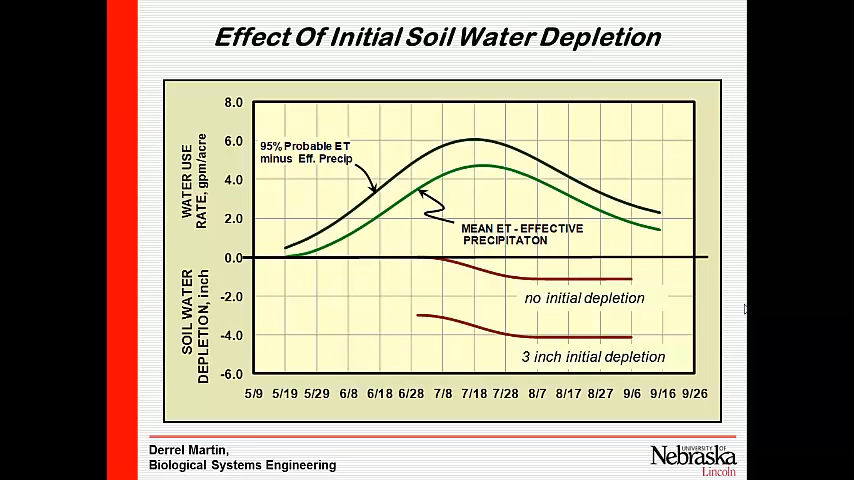 Effect Of Initial Soil Water Depletion
8.0
6.0
4.0
2.0
0.0
-2.0
-4.0
-6.0
WATER USE
RATE, gpm/acre
SOIL WATER
DEPLETION, inch
95% Probable ET
minus Eff. Precip
MEAN ET - EFFECTIVE
PRECIPITATON
no initial depletion
3 inch initial depletion
5/9 5/19 5/29 6/8 6/18 6/28 7/8 7/18 7/28 8/7 8/17 8/27 9/6 9/16 9/26
Derrel Martin,
Biological Systems Engineering
UNIVERSITY OF
Nebraska
Lincoln